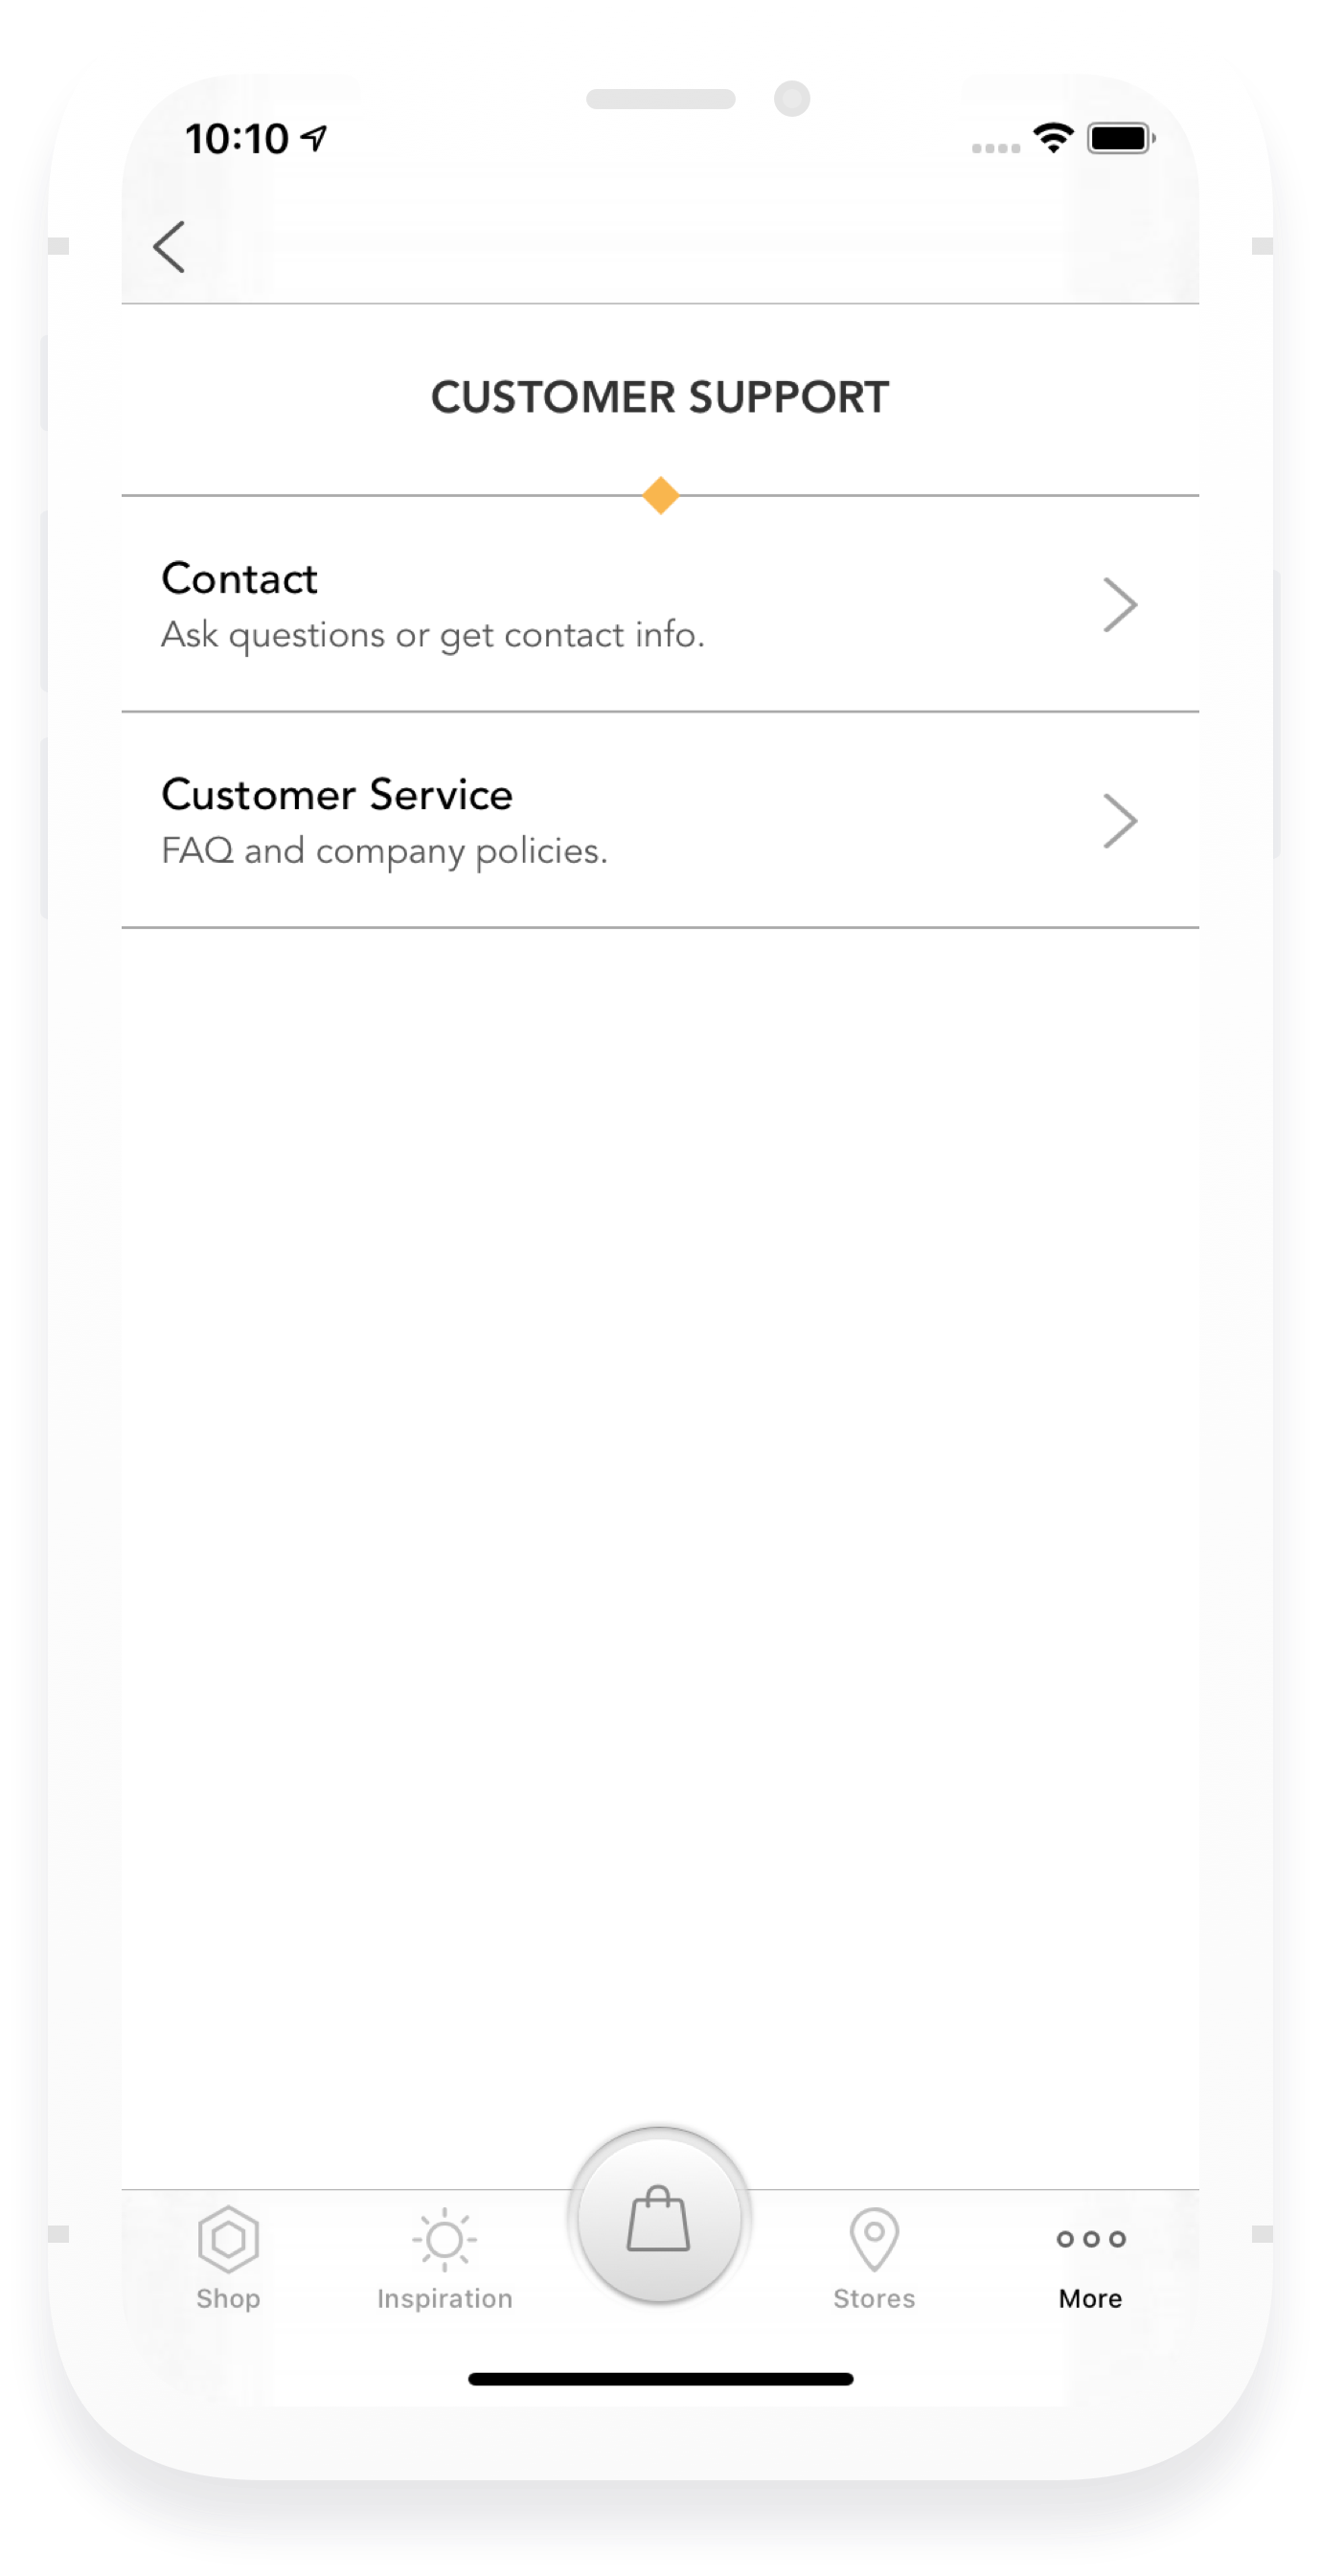 10:10
CUSTOMER SUPPORT
Contact
Ask questions or get contact info.
Customer Service
FAQ and company policies.
Shop
Inspiration
Stores
More